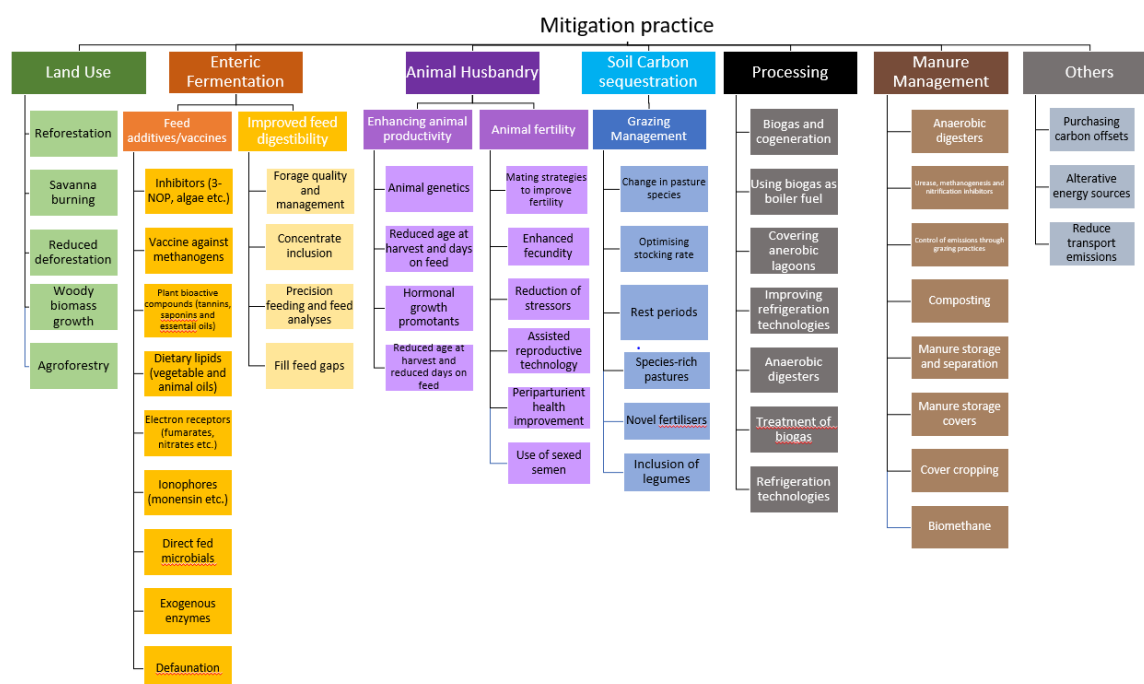 Mitigation practice
Land Use
Reforestation
Savanna
burning
Reduced
deforestation
Woody
biomass
growth
Agroforestry
Enteric
Fermentation
Feed
additives/vaccines
Inhibitors (3-
NOP, algae etc.)
Vaccine against
methanogens
Plant bioactive
compounds (tannins,
saponins and
essentail oils)
Dietary lipids
(vegetable and
animal oils)
Electron receptors
(fumarates,
nitrates etc.)
Ionophores
(monensin etc.)
Direct fed
microbials
Exogenous
enzymes
Defaunation
Improved feed
digestibility
Forage quality
and
management
Concentrate
inclusion
Precision
feeding and feed
analyses
Fill feed gaps
Animal Husbandry
Enhancing animal
productivity
Animal genetics
Reduced age at
harvest and days
on feed
Hormonal
growth
promotants
Reduced age at
harvest and
reduced days on
feed
Animal fertility
Mating strategies
to improve
fertility
Enhanced
fecundity
Reduction of
stressors
Assisted
reproductive
technology
Periparturient
health
improvement
Use of sexed
semen
Soil Carbon
sequestration
Grazing
Management
Change in pasture
species
Optimising
stocking rate
Rest periods
Species-rich
pastures
Novel fertilisers
Inclusion of
legumes
Processing
Biogas and
cogeneration
Using biogas as
boiler fuel
Covering
anerobic
lagoons
Improving
refrigeration
technologies
Anaerobic
digesters
Treatment of
biogas
Refrigeration
technologies
Manure
Management
Anaerobic
digesters
Urease, methanogenesis and
nitrification inhibitors
Control of emissions through
grazing practices
Composting
Manure storage
and separation
Manure storage
covers
Cover cropping
Biomethane
Others
Purchasing
carbon offsets
Alterative
energy sources
Reduce
transport
emissions